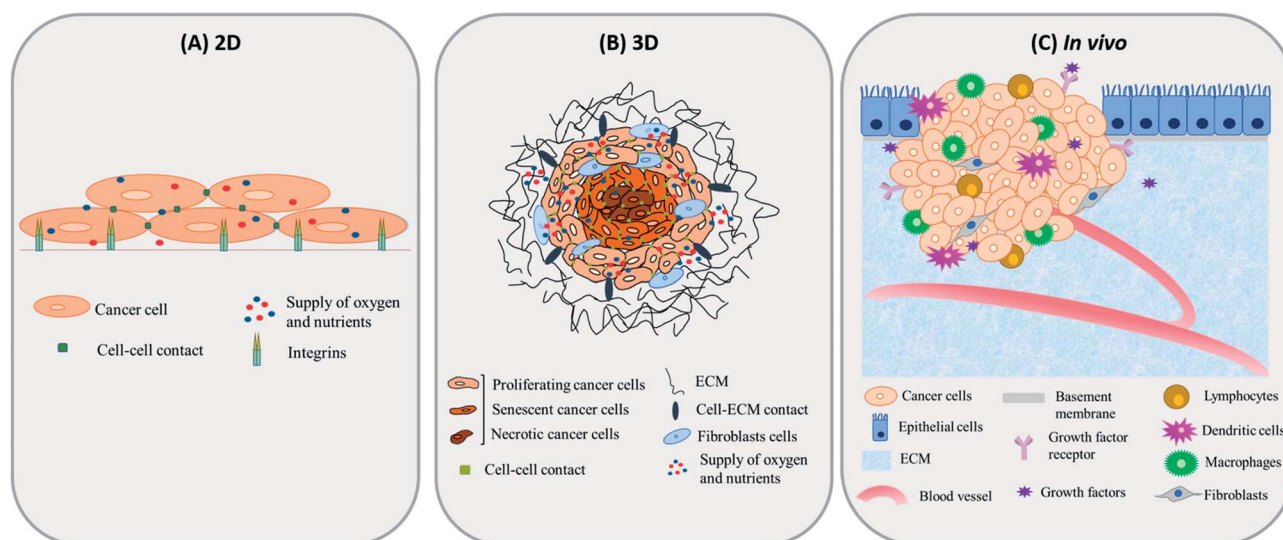 (A) 2D
Cancer cell
Cell-cell contact
Supply of oxygen
and nutrients
Integrins
(B) 3D
Proliferating cancer cells
Senescent cancer cells
Necrotic cancer cells
Cell-cell contact
ECM
Cell-ECM contact
Fibroblasts cells
Supply of oxygen
and nutrients
(C) In vivo
Cancer cells
Epithelial cells
ECM
Blood vessel
Basement
membrane
Growth factor
receptor
Growth factors
Lymphocytes
Dendritic cells
Macrophages
Fibroblasts